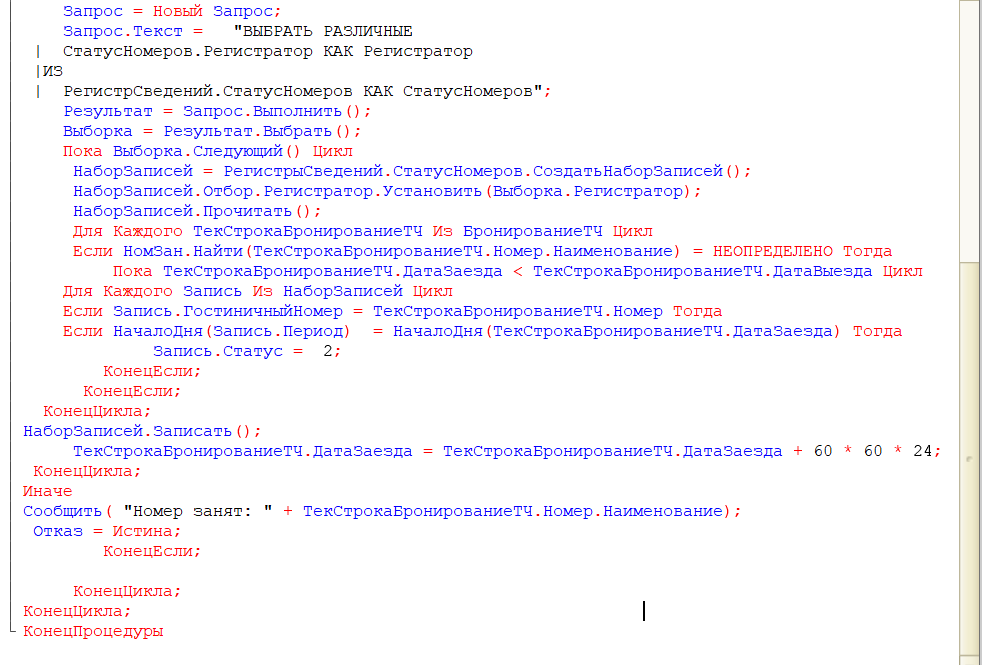 Запрос = Новый Запрос;
Запрос.Текст =   "ВЫБРАТЬ РАЗЛИЧНЫЕ
|  СтатусНомеров.Регистратор КАК Регистратор
|ИЗ
|  РегистрСведений.СтатусНомеров КАК СтатусНомеров";
Результат = Запрос.Выполнить();
Выборка = Результат.Выбрать();
Пока Выборка.Следующий() Цикл
НаборЗаписей = РегистрыСведений.СтатусНомеров.СоздатьНаборЗаписей();
НаборЗаписей.Отбор.Регистратор.Установить(Выборка.Регистратор);
НаборЗаписей.Прочитать();
Для Каждого ТекСтрокаБронированиеТЧ Из БронированиеТЧ Цикл
Если НомЗан.Найти(ТекСтрокаБронированиеТЧ.Номер.Наименование) = НЕОПРЕДЕЛЕНО Тогда
Пока ТекСтрокаБронированиеТЧ.ДатаЗаезда < ТекСтрокаБронированиеТЧ.ДатаВыезда Цикл
Для Каждого Запись Из НаборЗаписей Цикл
Если Запись.ГостиничныйНомер = ТекСтрокаБронированиеТЧ.Номер Тогда
Если НачалоДня(Запись.Период)  = НачалоДня(ТекСтрокаБронированиеТЧ.ДатаЗаезда) Тогда
Запись.Статус =  2;
КонецЕсли;
КонецЕсли;
КонецЦикла;
НаборЗаписей.Записать();
ТекСтрокаБронированиеТЧ.ДатаЗаезда = ТекСтрокаБронированиеТЧ.ДатаЗаезда + 60 * 60 * 24;
КонецЦикла;
Иначе
Сообщить( "Номер занят: " + ТекСтрокаБронированиеТЧ.Номер.Наименование);
Отказ = Истина;
КонецЕсли;
КонецЦикла;
КонецЦикла;
КонецПроцедуры